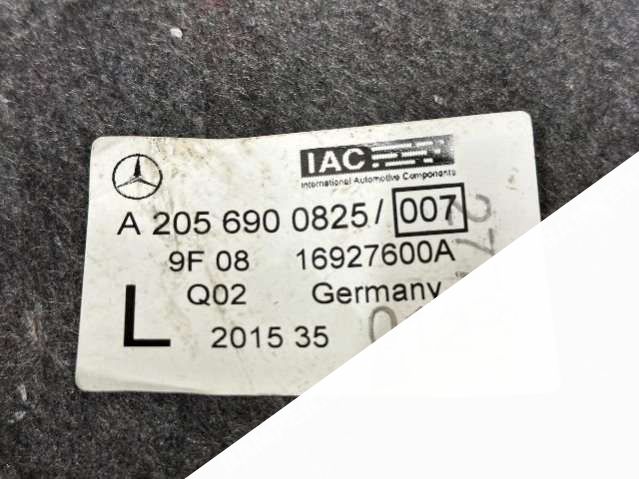 IAC
International Automotive Components
A 205 690 0825/ 007
9F 08 16927600A
Q02 Germany
L
2015 35